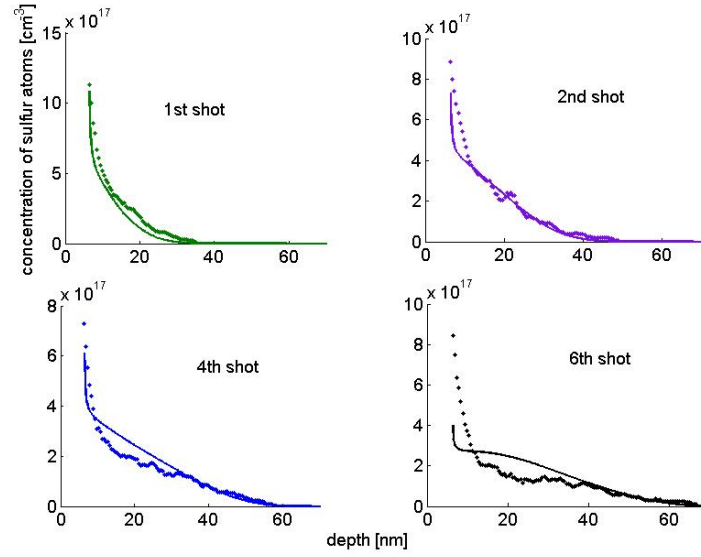 x 10^17
15
10
5
0
0 20 40 60
1st shot
concentration of sulfur atoms [cm^-3]
x 10^17
10
8
6
4
2
0
0 20 40 60
2nd shot
x 10^17
8
6
4
2
0
0 20 40 60
4th shot
x 10^17
10
8
6
4
2
0
0 20 40 60
6th shot
depth [nm]